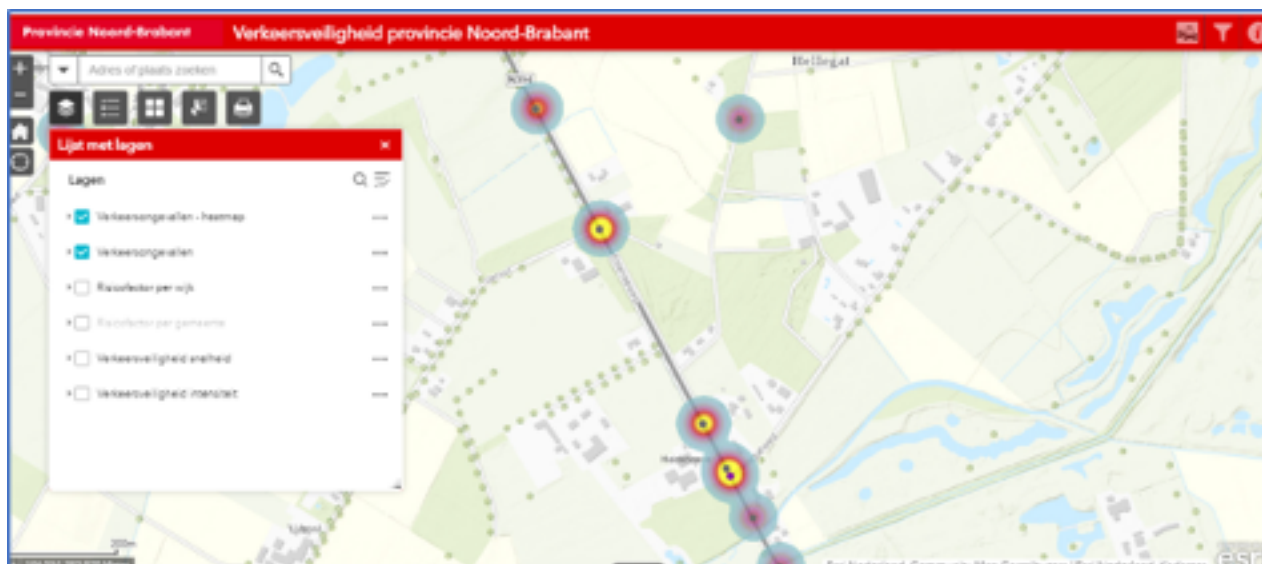 Provincie Noord-Brabant
Verkeersveiligheid provincie Noord-Brabant
Adres of plaats zoeken
Hellegat
Lijst met lagen
Lagen
Verkeersongevallen - heatmap
Verkeersongevallen
Risicofactor per wijk
Risicofactor per gemeente
Verkeersveiligheid snelheid
Verkeersveiligheid intensiteit
200m
esri